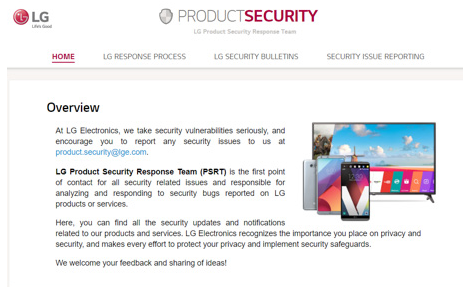 LG
Life's Good
PRODUCTSECURITY
LG Product Security Response Team
HOME
LG RESPONSE PROCESS
LG SECURITY BULLETINS
SECURITY ISSUE REPORTING
Overview
At LG Electronics, we take security vulnerabilities seriously, and
encourage you to report any security issues to us at
product.security@lge.com.
LG Product Security Response Team (PSRT) is the first point
of contact for all security related issues and responsible for
analyzing and responding to security bugs reported on LG
products or services.
Here, you can find all the security updates and notifications
related to our products and services. LG Electronics recognizes the importance you place on privacy and
security, and makes every effort to protect your privacy and implement security safeguards.
We welcome your feedback and sharing of ideas!